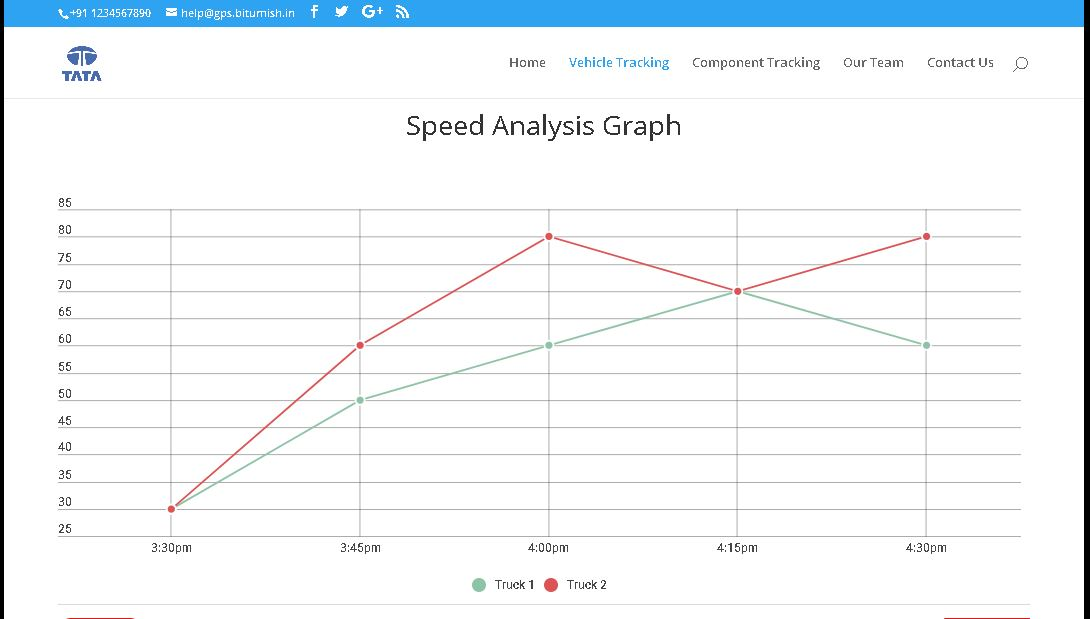 +91 1234567890 help@gps.bitumish.in
TATA
Home Vehicle Tracking Component Tracking Our Team Contact Us
Speed Analysis Graph
85
80
75
70
65
60
55
50
45
40
35
30
25
3:30pm 3:45pm 4:00pm 4:15pm 4:30pm
Truck 1 Truck 2